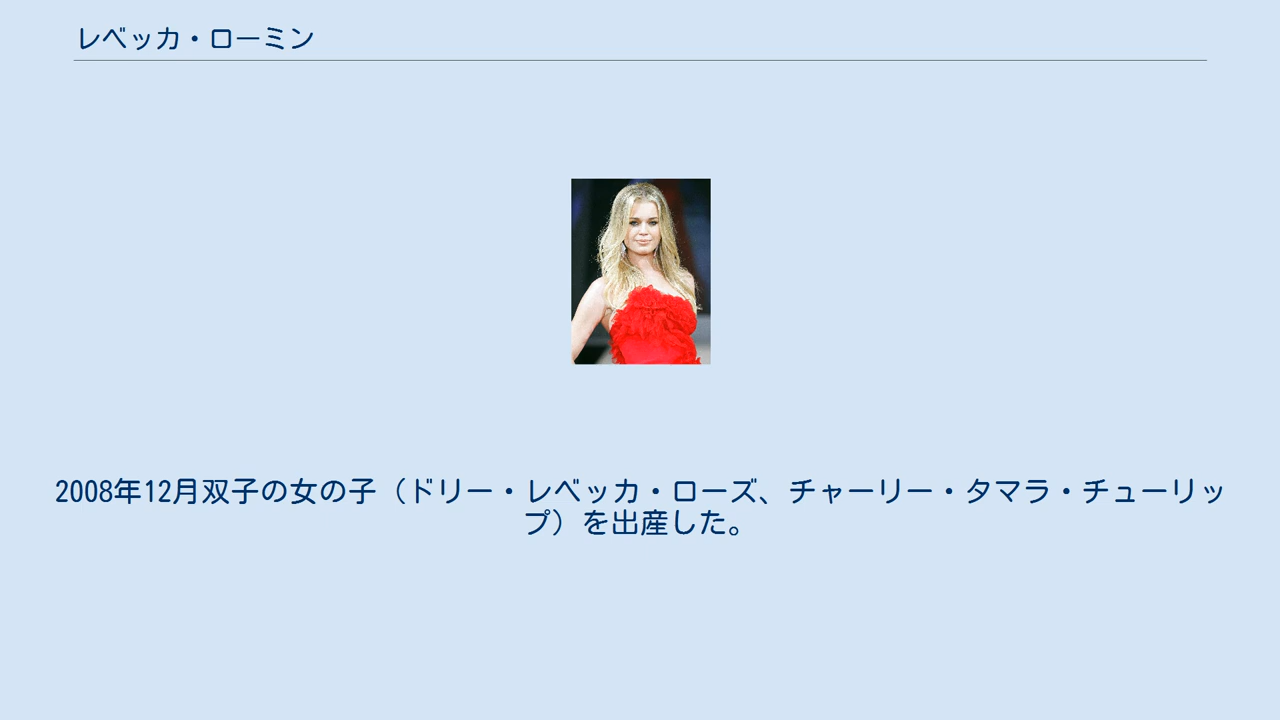 レベッカ・ローミン
2008年12月双子の女の子（ドリー・レベッカ・ローズ、チャーリー・タマラ・チューリッ
プ）を出産した。